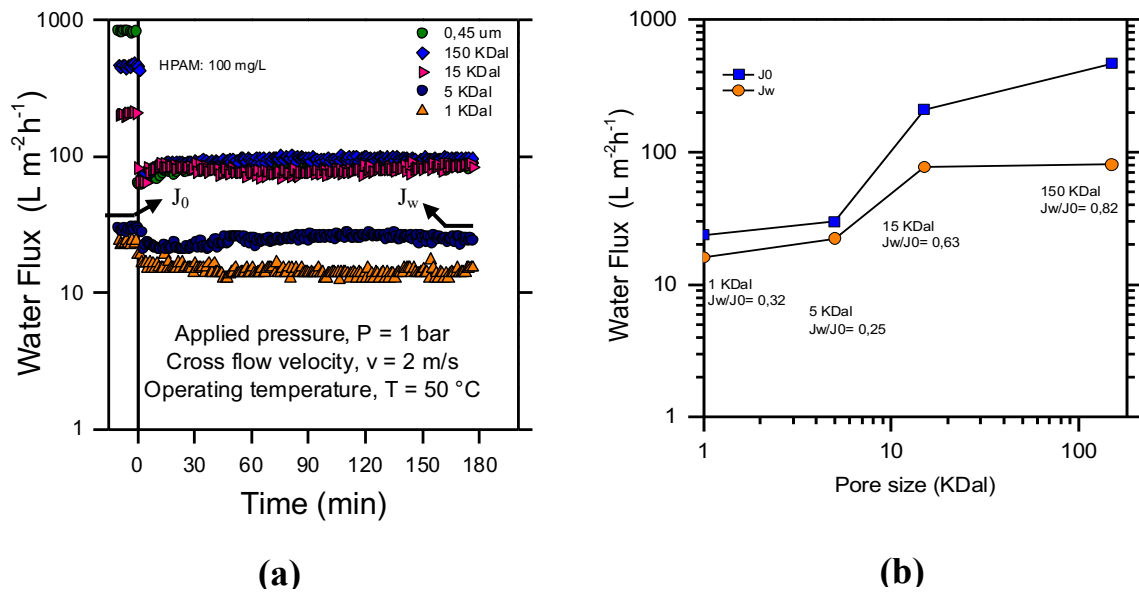 1000
100
10
1
Water Flux (L m⁻²h⁻¹)
HPAM: 100 mg/L
0,45 um
150 KDal
15 KDal
5 KDal
1 KDal
J₀
J_w
Applied pressure, P = 1 bar
Cross flow velocity, v = 2 m/s
Operating temperature, T = 50 °C
0 30 60 90 120 150 180
Time (min)
(a)
1000
100
10
1
Water Flux (L m⁻²h⁻¹)
J0
Jw
1 KDal
Jw/J0= 0,32
5 KDal
Jw/J0= 0,25
15 KDal
Jw/J0= 0,63
150 KDal
Jw/J0= 0,82
1 10 100
Pore size (KDal)
(b)